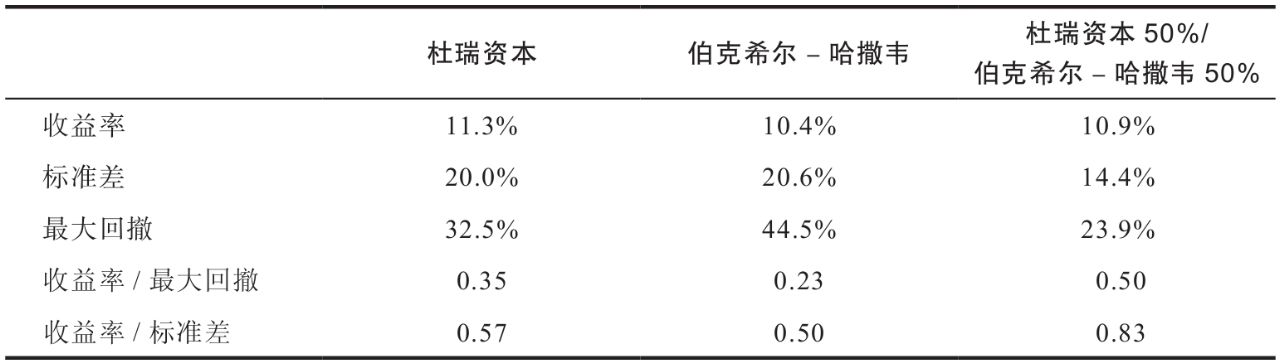 杜瑞资本 伯克希尔 – 哈撒韦 杜瑞资本 50%/
伯克希尔 – 哈撒韦 50%
收益率 11.3% 10.4% 10.9%
标准差 20.0% 20.6% 14.4%
最大回撤 32.5% 44.5% 23.9%
收益率 / 最大回撤 0.35 0.23 0.50
收益率 / 标准差 0.57 0.50 0.83